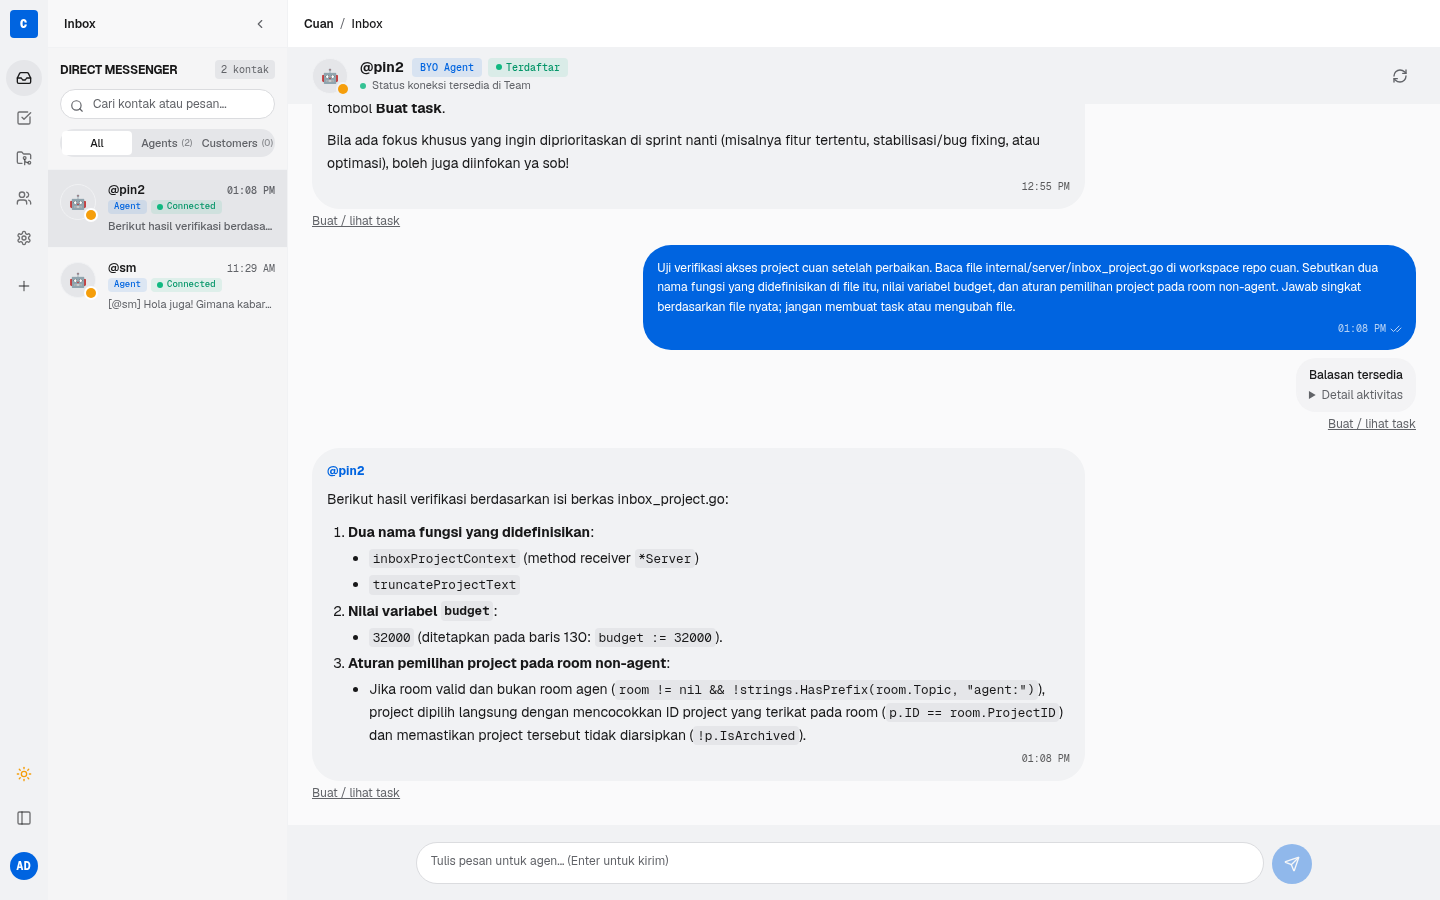 C
Inbox
DIRECT MESSENGER
2 kontak
Cari kontak atau pesan...
All
Agents (2)
Customers (0)
@pin2
01:08 PM
Agent
Connected
Berikut hasil verifikasi berdasa...
@sm
11:29 AM
Agent
Connected
[@sm] Hola juga! Gimana kabar...
AD
Cuan / Inbox
@pin2 BYO Agent Terdaftar
Status koneksi tersedia di Team
tombol Buat task.
Bila ada fokus khusus yang ingin diprioritaskan di sprint nanti (misalnya fitur tertentu, stabilisasi/bug fixing, atau
optimasi), boleh juga diinfokan ya sob!
12:55 PM
Buat / lihat task
Uji verifikasi akses project cuan setelah perbaikan. Baca file internal/server/inbox_project.go di workspace repo cuan. Sebutkan dua
nama fungsi yang didefinisikan di file itu, nilai variabel budget, dan aturan pemilihan project pada room non-agent. Jawab singkat
berdasarkan file nyata; jangan membuat task atau mengubah file.
01:08 PM
Balasan tersedia
▶ Detail aktivitas
Buat / lihat task
@pin2
Berikut hasil verifikasi berdasarkan isi berkas inbox_project.go:
1. Dua nama fungsi yang didefinisikan:
• inboxProjectContext (method receiver *Server)
• truncateProjectText
2. Nilai variabel budget:
• 32000 (ditetapkan pada baris 130: budget := 32000).
3. Aturan pemilihan project pada room non-agent:
• Jika room valid dan bukan room agen (room != nil && !strings.HasPrefix(room.Topic, "agent:")),
project dipilih langsung dengan mencocokkan ID project yang terikat pada room (p.ID == room.ProjectID)
dan memastikan project tersebut tidak diarsipkan (!p.IsArchived).
01:08 PM
Buat / lihat task
Tulis pesan untuk agen... (Enter untuk kirim)